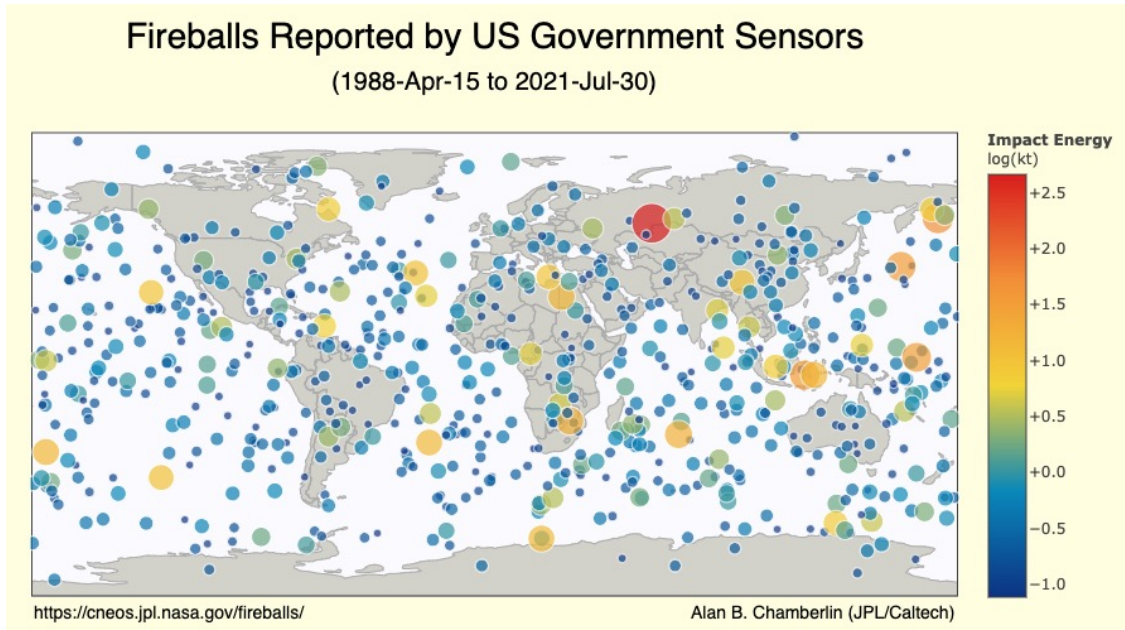 Fireballs Reported by US Government Sensors
(1988-Apr-15 to 2021-Jul-30)
Impact Energy
log(kt)
+2.5
+2.0
+1.5
+1.0
+0.5
+0.0
−0.5
−1.0
https://cneos.jpl.nasa.gov/fireballs/
Alan B. Chamberlin (JPL/Caltech)